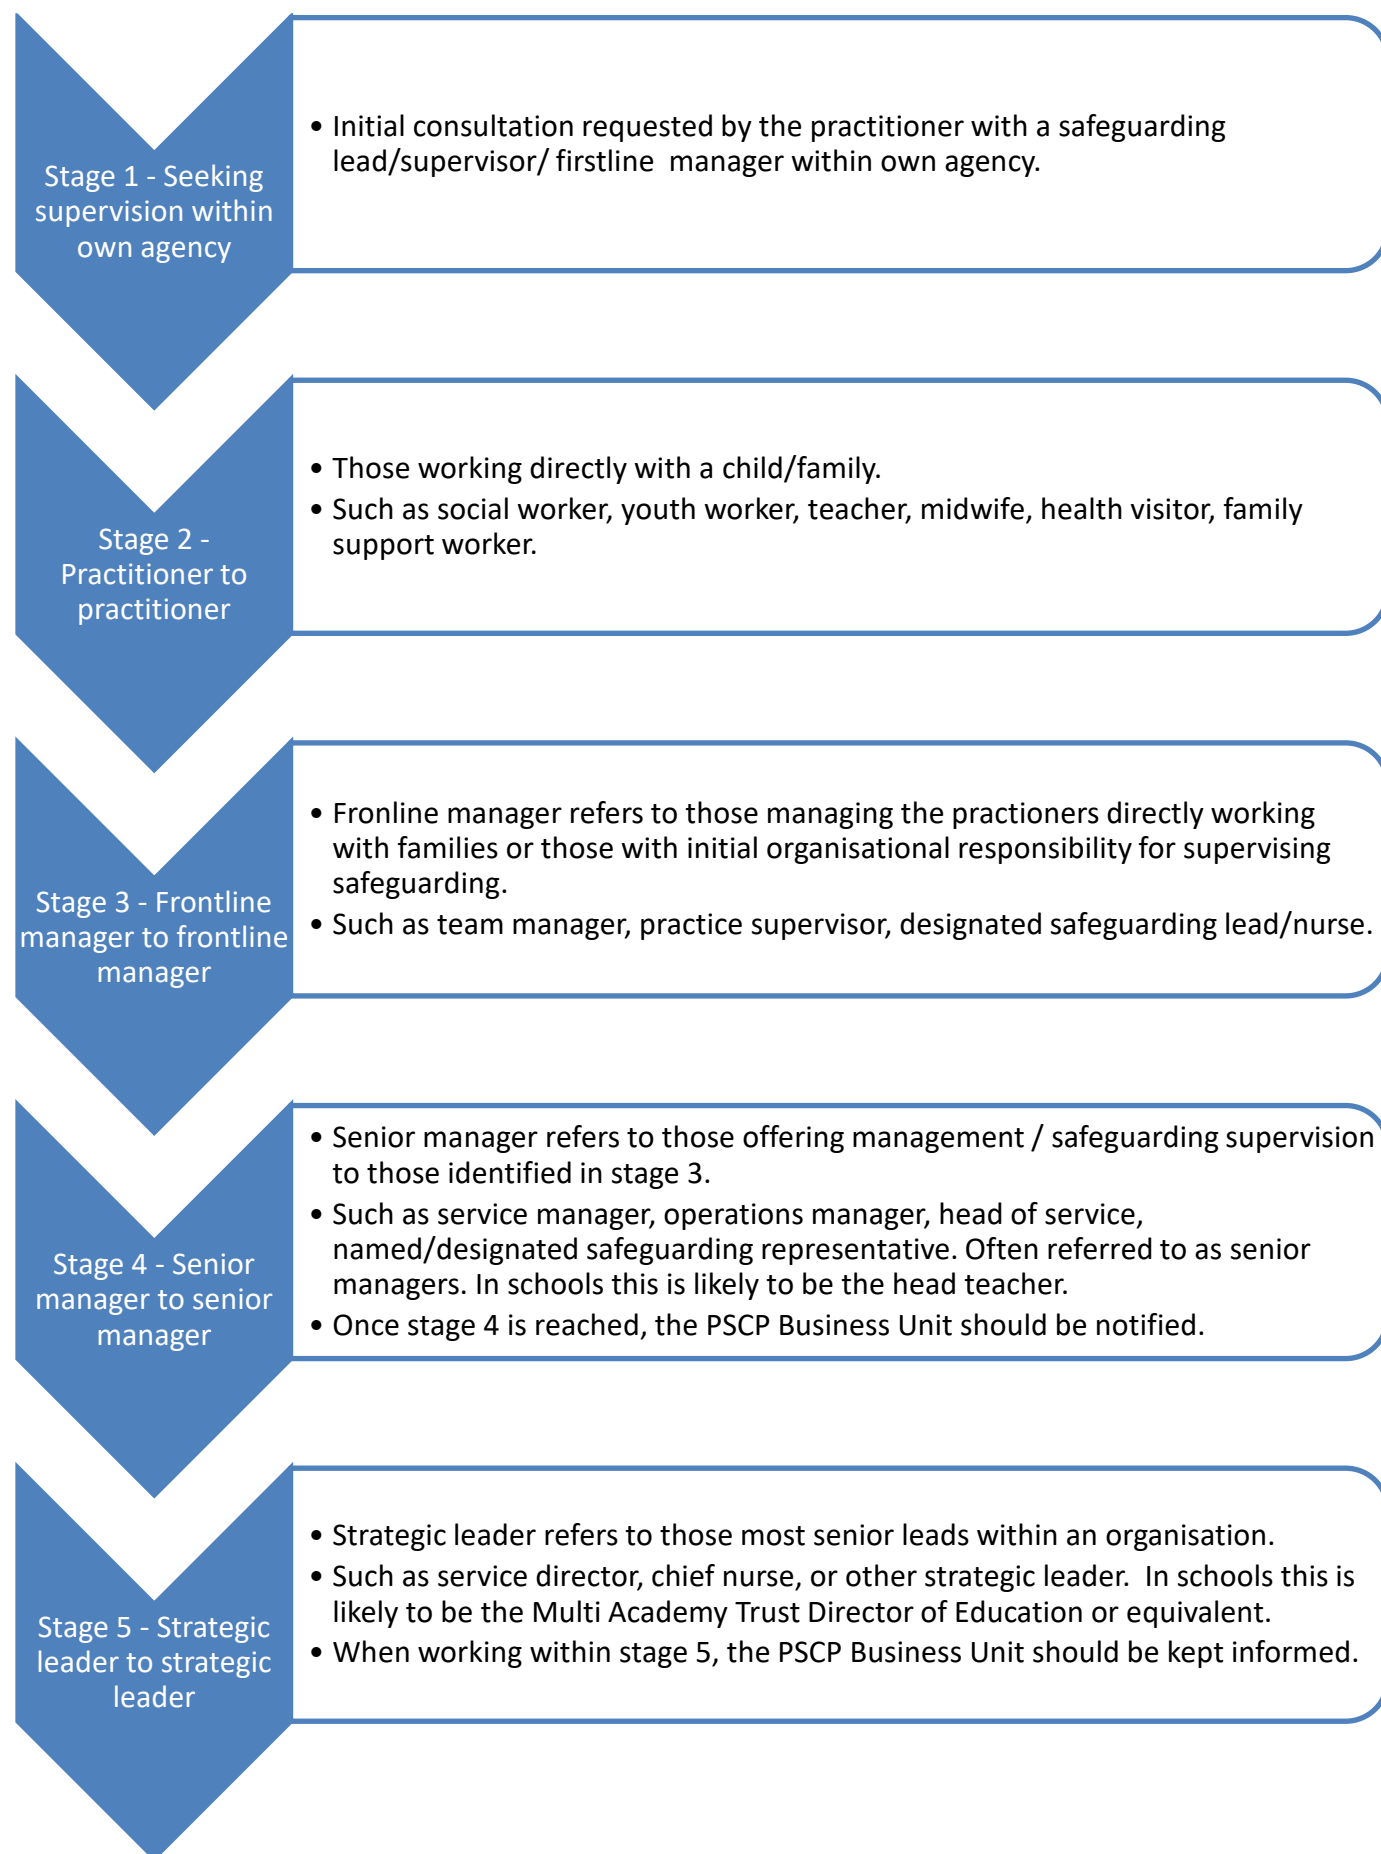 Stage 1 - Seeking
supervision within
own agency
• Initial consultation requested by the practitioner with a safeguarding
lead/supervisor/ firstline  manager within own agency.
Stage 2 -
Practitioner to
practitioner
• Those working directly with a child/family.
• Such as social worker, youth worker, teacher, midwife, health visitor, family
support worker.
Stage 3 - Frontline
manager to frontline
manager
• Fronline manager refers to those managing the practioners directly working
with families or those with initial organisational responsibility for supervising
safeguarding.
• Such as team manager, practice supervisor, designated safeguarding lead/nurse.
Stage 4 - Senior
manager to senior
manager
• Senior manager refers to those offering management / safeguarding supervision
to those identified in stage 3.
• Such as service manager, operations manager, head of service,
named/designated safeguarding representative. Often referred to as senior
managers. In schools this is likely to be the head teacher.
• Once stage 4 is reached, the PSCP Business Unit should be notified.
Stage 5 - Strategic
leader to strategic
leader
• Strategic leader refers to those most senior leads within an organisation.
• Such as service director, chief nurse, or other strategic leader.  In schools this is
likely to be the Multi Academy Trust Director of Education or equivalent.
• When working within stage 5, the PSCP Business Unit should be kept informed.